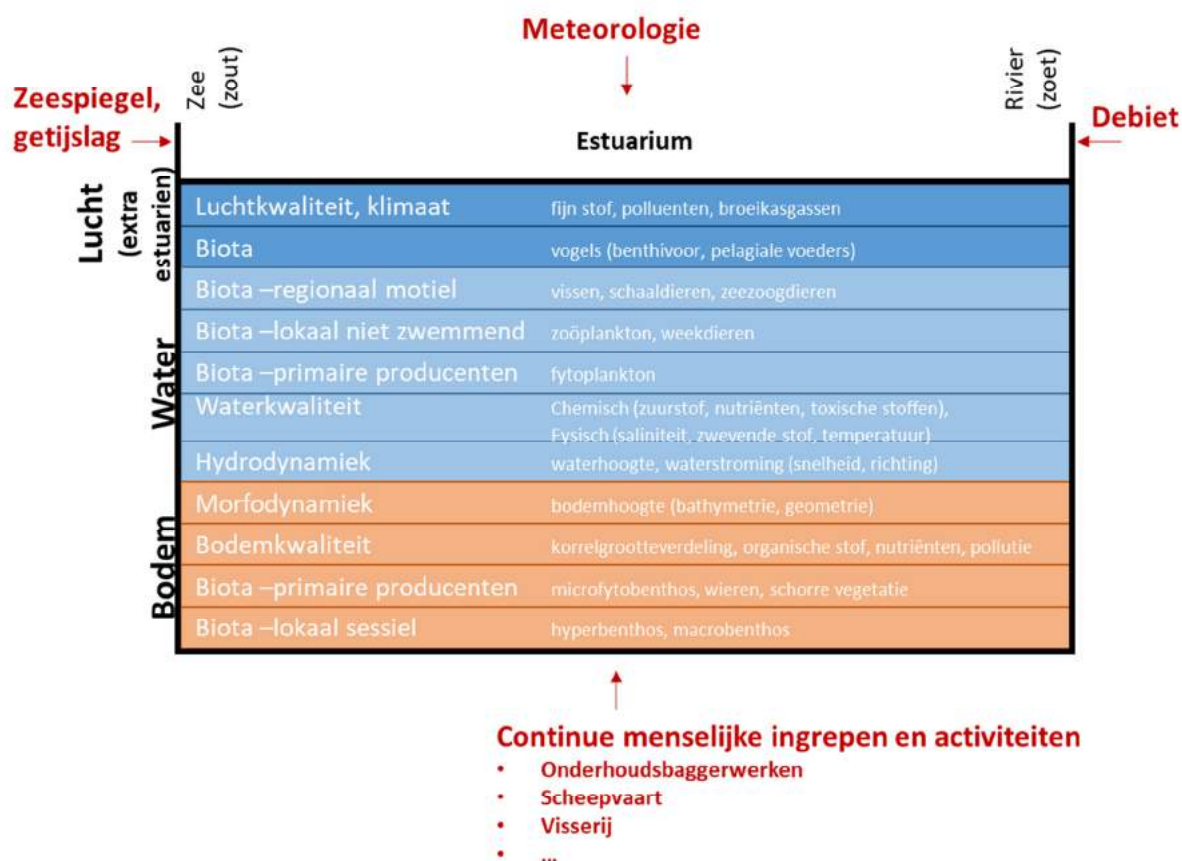 Meteorologie
Zee
(zout)
Rivier
(zoet)
Zeespiegel,
getijslag
Debiet
Estuarium
Lucht
(extra
estuarien)
Luchtkwaliteit, klimaat fijn stof, polluenten, broeikasgassen
Biota vogels (benthivoor, pelagiale voeders)
Water
Biota –regionaal motiel vissen, schaaldieren, zeezoogdieren
Biota –lokaal niet zwemmend zoöplankton, weekdieren
Biota –primaire producenten fytoplankton
Waterkwaliteit Chemisch (zuurstof, nutriënten, toxische stoffen),
Fysisch (saliniteit, zwevende stof, temperatuur)
Hydrodynamiek waterhoogte, waterstroming (snelheid, richting)
Bodem
Morfodynamiek bodemhoogte (bathymetrie, geometrie)
Bodemkwaliteit korrelgrootteverdeling, organische stof, nutriënten, pollutie
Biota –primaire producenten microfytobenthos, wieren, schorre vegetatie
Biota –lokaal sessiel hyperbenthos, macrobenthos
Continue menselijke ingrepen en activiteiten
• Onderhoudsbaggerwerken
• Scheepvaart
• Visserij
• ...